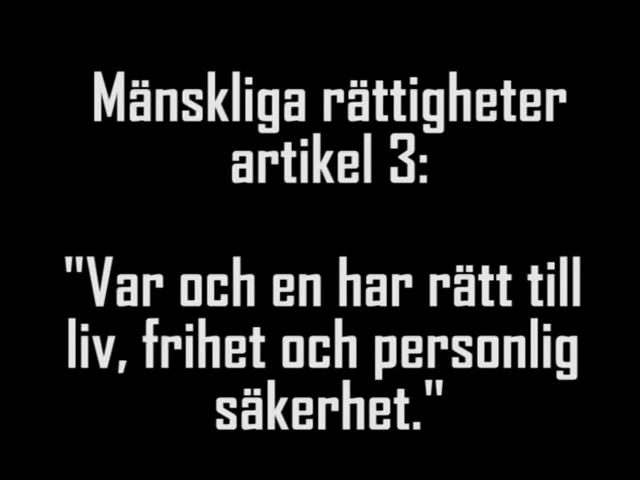 Mänskliga rättigheter
artikel 3:
"Var och en har rätt till
liv, frihet och personlig
säkerhet."